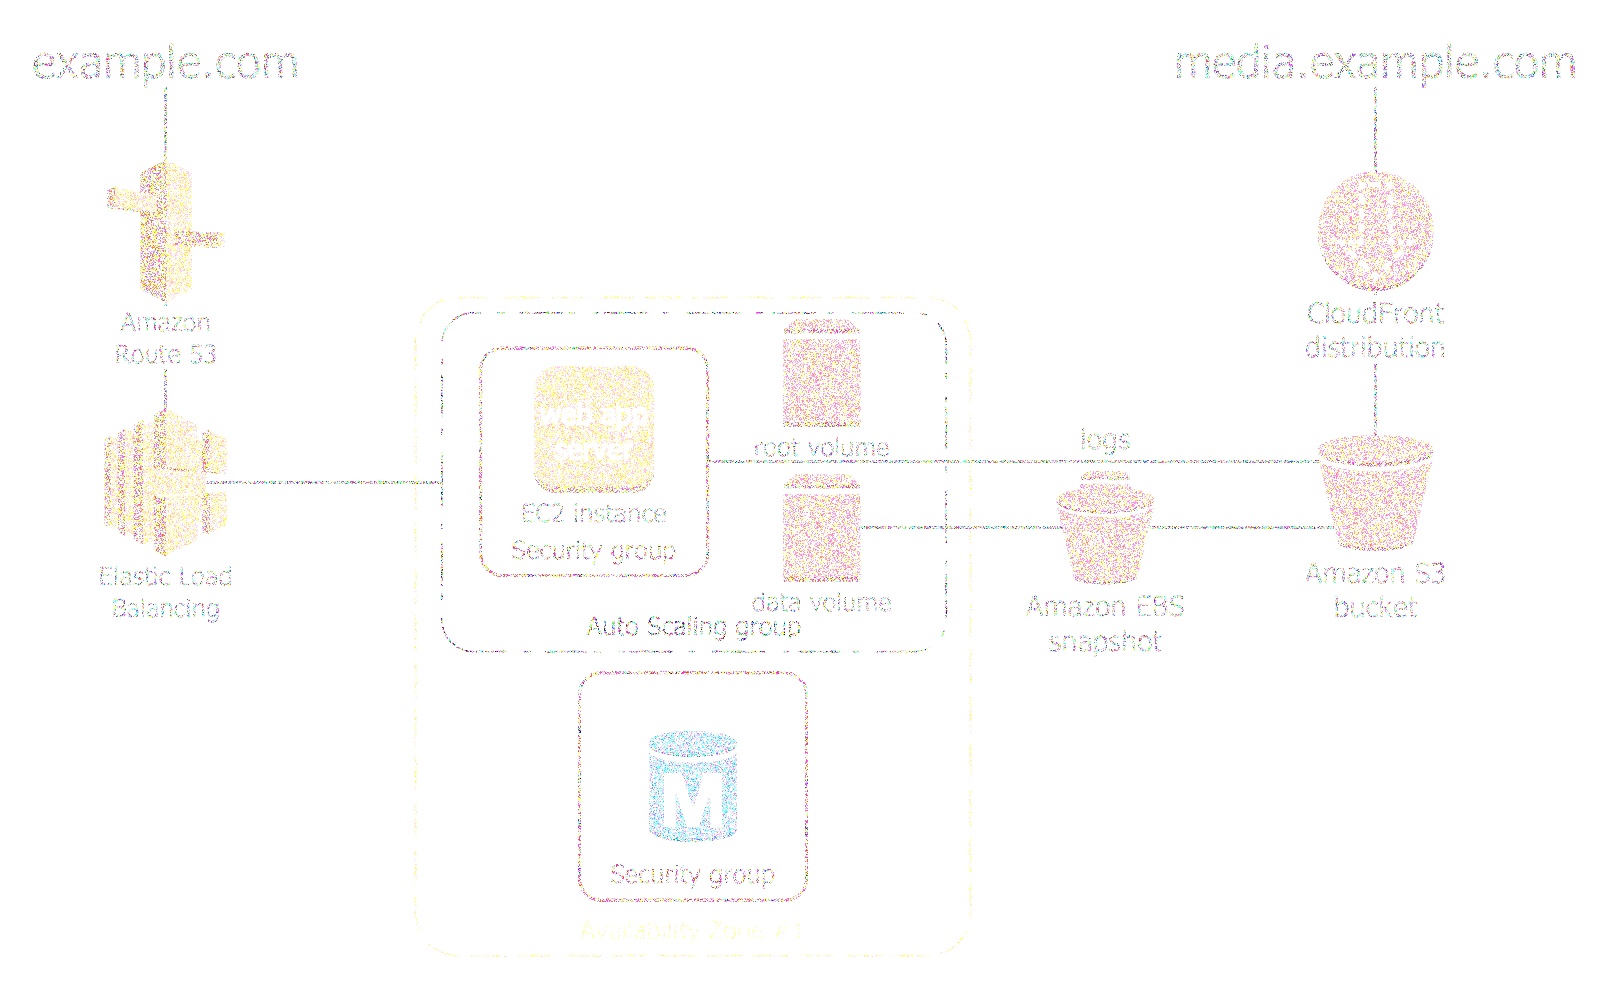 example.com
media.example.com
Amazon
Route 53
CloudFront
distribution
web app
server
root volume
logs
EC2 instance
Security group
Elastic Load
Balancing
data volume
Auto Scaling group
Amazon EBS
snapshot
Amazon S3
bucket
M
Security group
Availability Zone #1